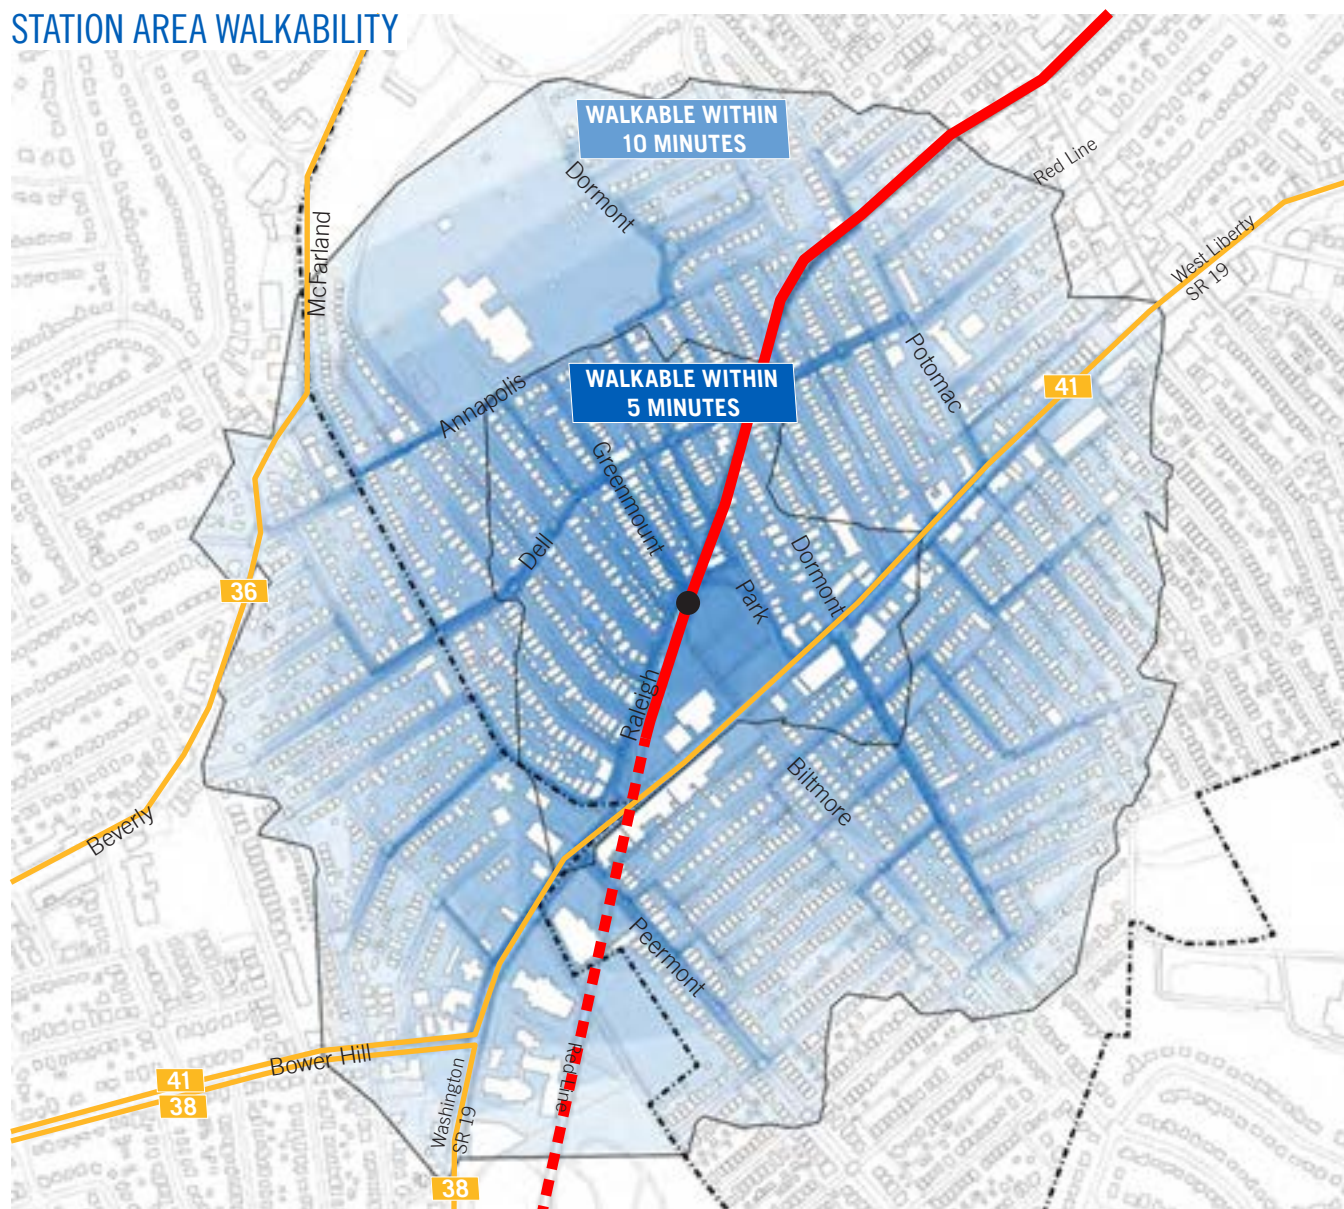 STATION AREA WALKABILITY
WALKABLE WITHIN
10 MINUTES
Red Line
Dormont
McFarland
West Liberty
SR 19
Potomac
41
WALKABLE WITHIN
5 MINUTES
Annapolis
Greenmount
Dell
Dormont
Park
36
Raleigh
Biltmore
Beverly
Peermont
Red Line
Bower Hill
41
38
Washington
SR 19
38